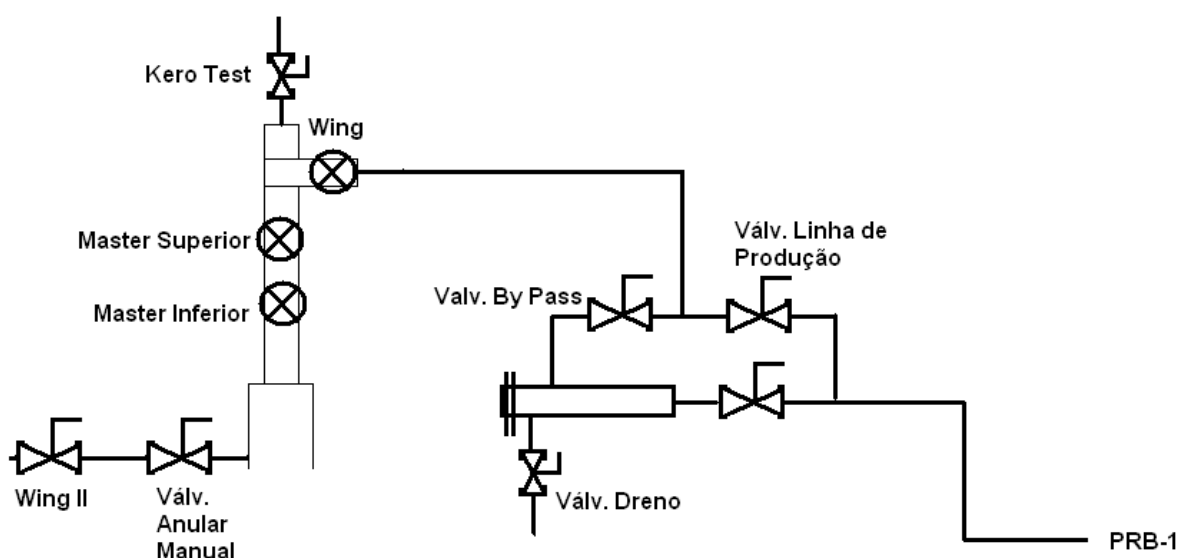 Kero Test
Wing
Master Superior
Válv. Linha de
Produção
Valv. By Pass
Master Inferior
Wing II
Válv.
Anular
Manual
Válv. Dreno
PRB-1